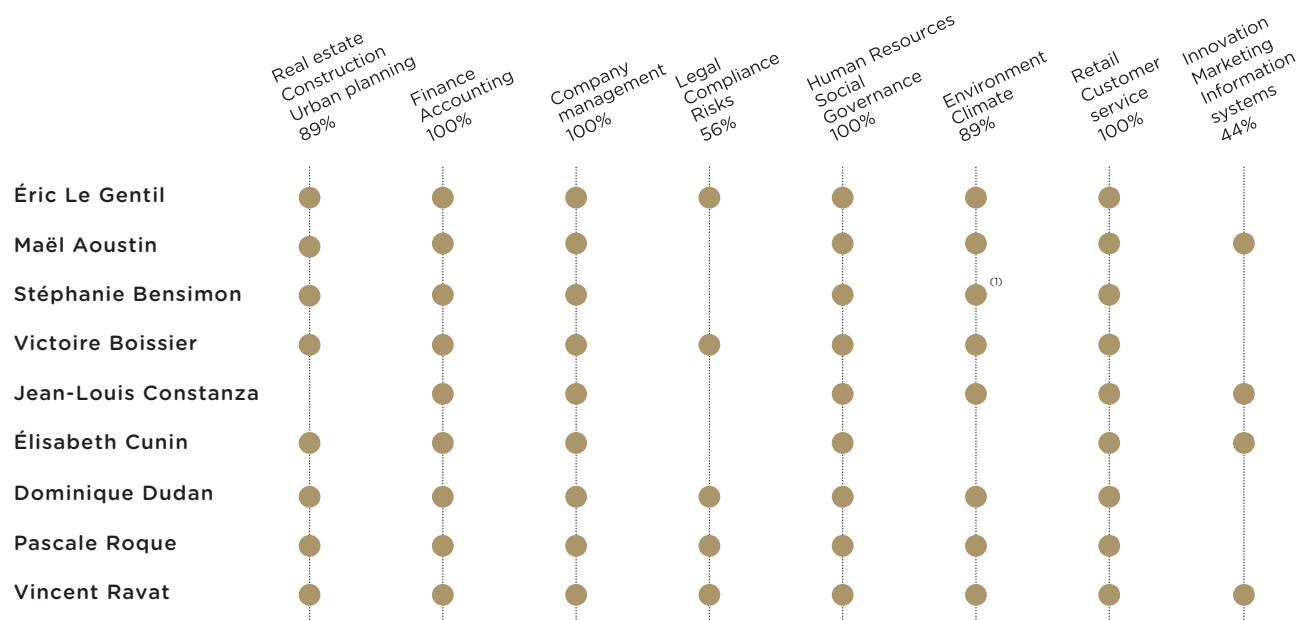 Real estate
Construction
Urban planning
89%
Finance
Accounting
100%
Company
management
100%
Legal
Compliance
Risks
56%
Human Resources
Social
Governance
100%
Environment
Climate
89%
Retail
Customer
service
100%
Innovation
Marketing
Information
systems
44%
Éric Le Gentil
Maël Aoustin
Stéphanie Bensimon
(1)
Victoire Boissier
Jean-Louis Constanza
Élisabeth Cunin
Dominique Dudan
Pascale Roque
Vincent Ravat